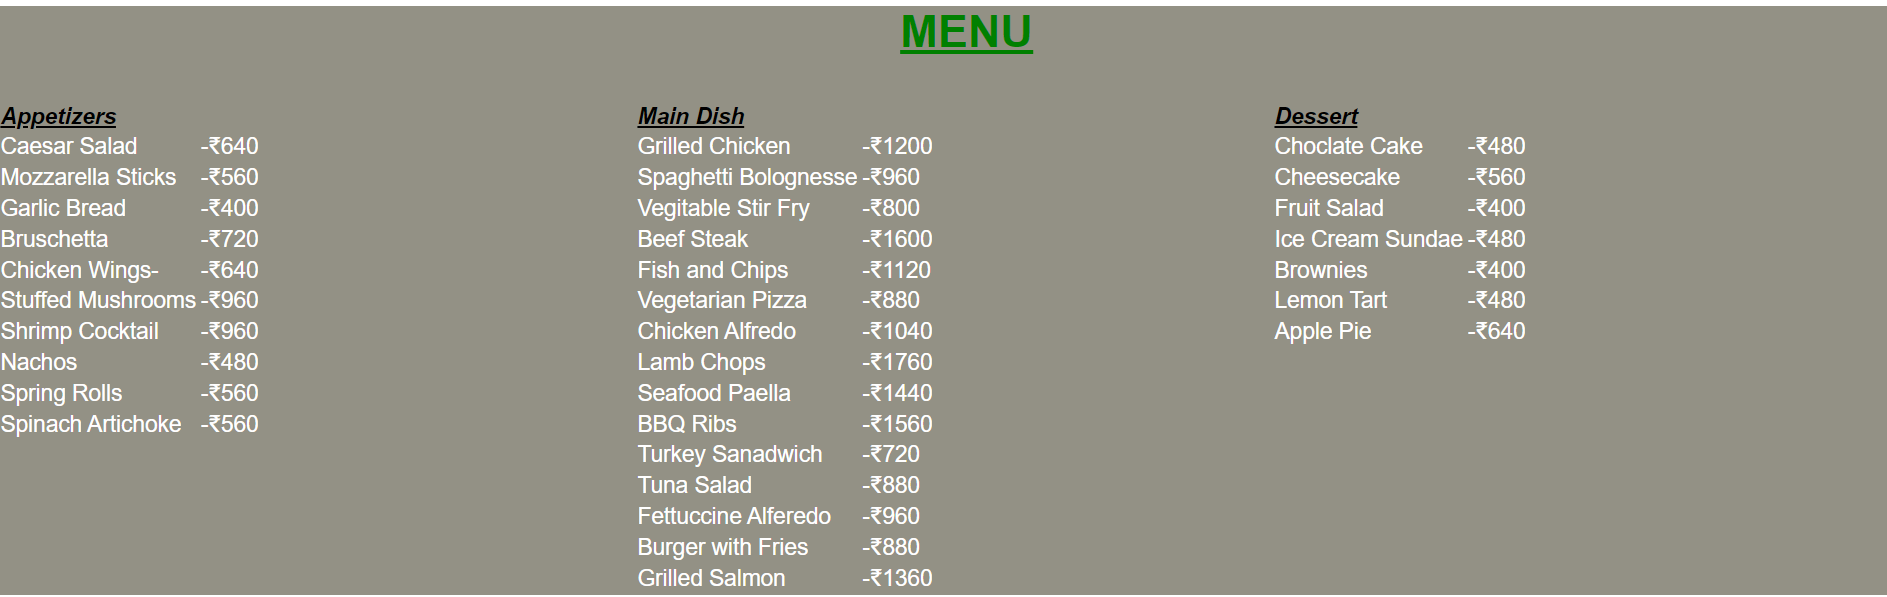 MENU
Appetizers
Caesar Salad -₹640
Mozzarella Sticks -₹560
Garlic Bread -₹400
Bruschetta -₹720
Chicken Wings- -₹640
Stuffed Mushrooms -₹960
Shrimp Cocktail -₹960
Nachos -₹480
Spring Rolls -₹560
Spinach Artichoke -₹560
Main Dish
Grilled Chicken -₹1200
Spaghetti Bolognesse -₹960
Vegitable Stir Fry -₹800
Beef Steak -₹1600
Fish and Chips -₹1120
Vegetarian Pizza -₹880
Chicken Alfredo -₹1040
Lamb Chops -₹1760
Seafood Paella -₹1440
BBQ Ribs -₹1560
Turkey Sanadwich -₹720
Tuna Salad -₹880
Fettuccine Alferedo -₹960
Burger with Fries -₹880
Grilled Salmon -₹1360
Dessert
Choclate Cake -₹480
Cheesecake -₹560
Fruit Salad -₹400
Ice Cream Sundae -₹480
Brownies -₹400
Lemon Tart -₹480
Apple Pie -₹640